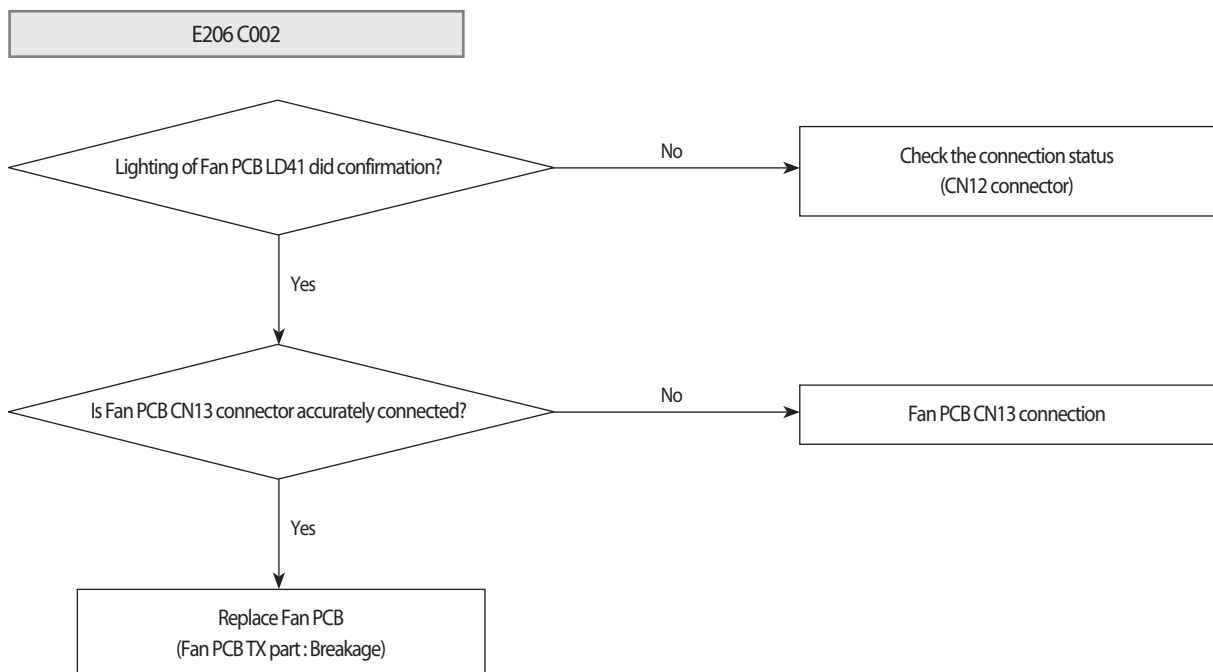 E206 C002
Lighting of Fan PCB LD41 did confirmation?
No
Check the connection status
(CN12 connector)
Yes
Is Fan PCB CN13 connector accurately connected?
No
Fan PCB CN13 connection
Yes
Replace Fan PCB
(Fan PCB TX part : Breakage)